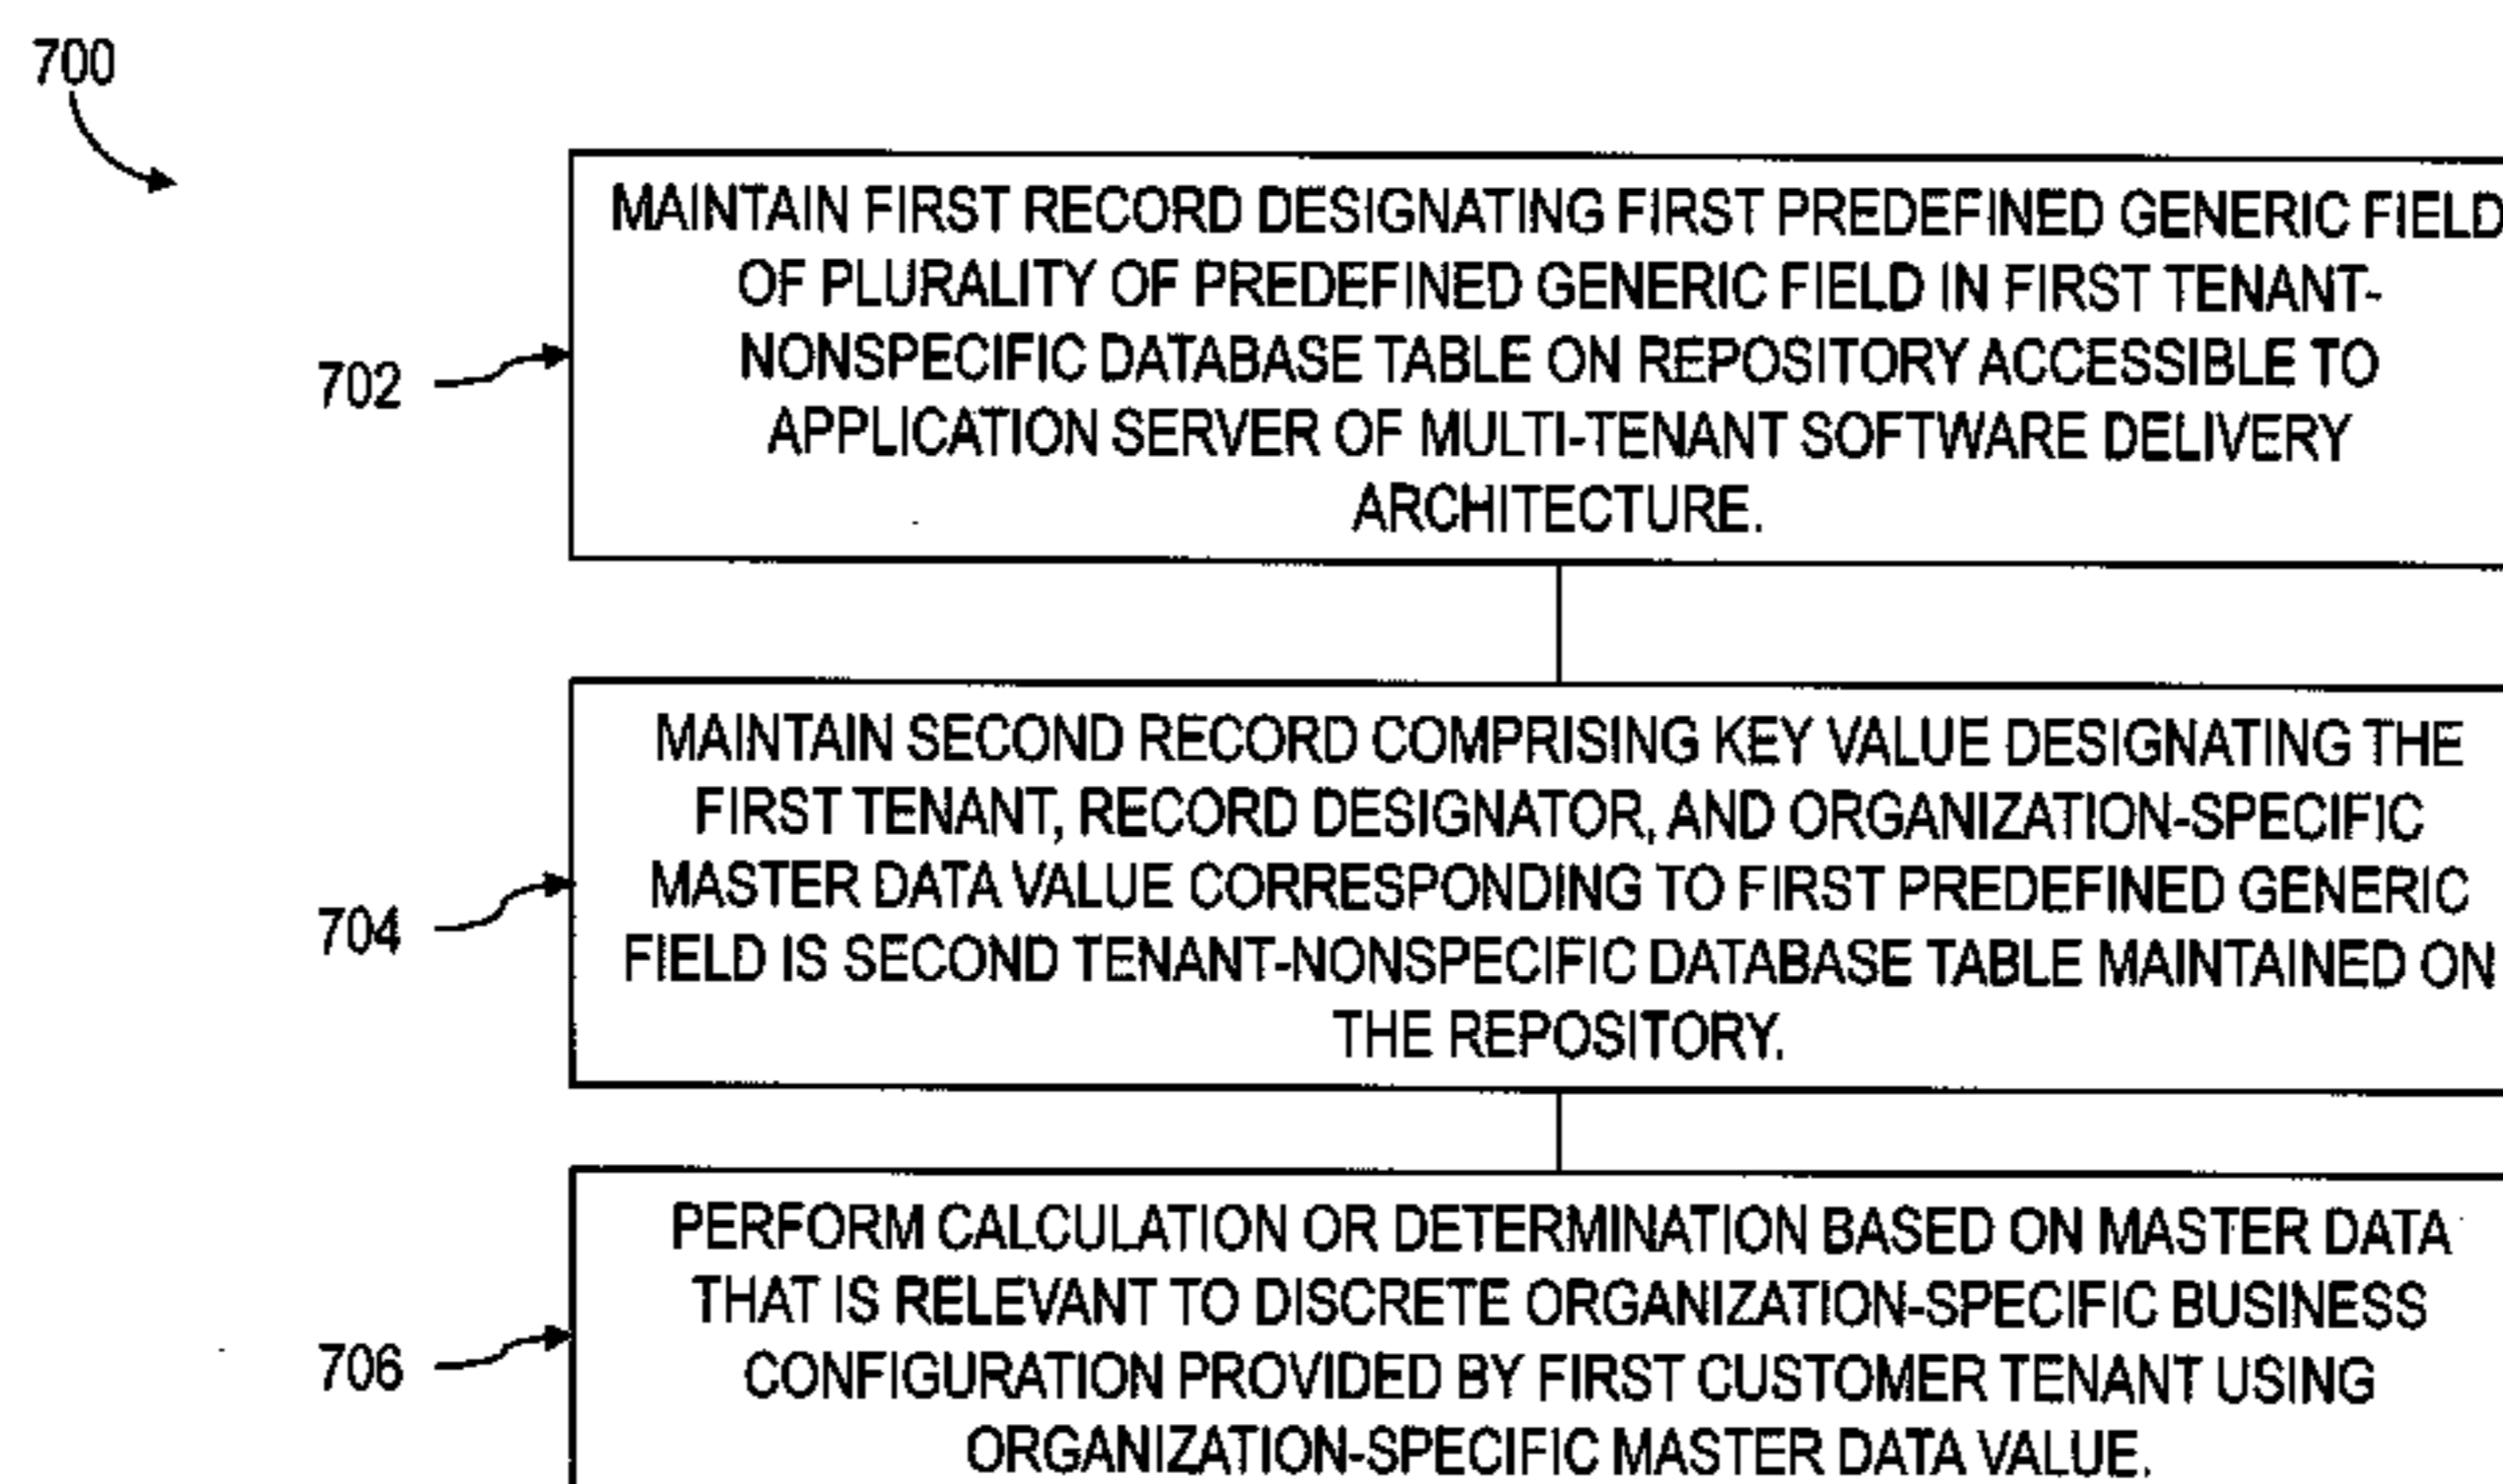 700
MAINTAIN FIRST RECORD DESIGNATING FIRST PREDEFINED GENERIC FIELD
OF PLURALITY OF PREDEFINED GENERIC FIELD IN FIRST TENANT-
NONSPECIFIC DATABASE TABLE ON REPOSITORY ACCESSIBLE TO
APPLICATION SERVER OF MULTI-TENANT SOFTWARE DELIVERY
ARCHITECTURE.
702
MAINTAIN SECOND RECORD COMPRISING KEY VALUE DESIGNATING THE
FIRST TENANT, RECORD DESIGNATOR, AND ORGANIZATION-SPECIFIC
MASTER DATA VALUE CORRESPONDING TO FIRST PREDEFINED GENERIC
FIELD IS SECOND TENANT-NONSPECIFIC DATABASE TABLE MAINTAINED ON
THE REPOSITORY.
704
PERFORM CALCULATION OR DETERMINATION BASED ON MASTER DATA
THAT IS RELEVANT TO DISCRETE ORGANIZATION-SPECIFIC BUSINESS
CONFIGURATION PROVIDED BY FIRST CUSTOMER TENANT USING
ORGANIZATION-SPECIFIC MASTER DATA VALUE.
706